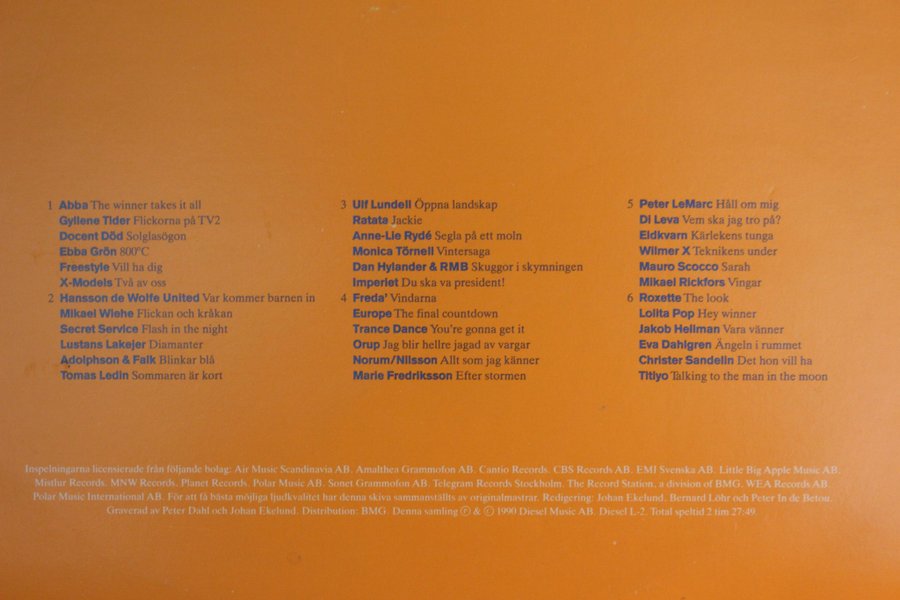 1 Abba The winner takes it all
Gyllene Tider Flickorna på TV2
Docent Död Solglasögon
Ebba Grön 800°C
Freestyle Vill ha dig
X-Models Två av oss
2 Hansson de Wolfe United Var kommer barnen in
Mikael Wiehe Flickan och kråkan
Secret Service Flash in the night
Lustans Lakejer Diamanter
Adolphson & Falk Blinkar blå
Tomas Ledin Sommaren är kort
3 Ulf Lundell Öppna landskap
Ratata Jackie
Anne-Lie Rydé Segla på ett moln
Monica Törnell Vintersaga
Dan Hylander & RMB Skuggor i skymningen
Imperiet Du ska va president!
4 Freda' Vindarna
Europe The final countdown
Trance Dance You're gonna get it
Orup Jag blir hellre jagad av vargar
Norum/Nilsson Allt som jag känner
Marie Fredriksson Efter stormen
5 Peter LeMarc Håll om mig
Di Leva Vem ska jag tro på?
Eldkvarn Kärlekens tunga
Wilmer X Teknikens under
Mauro Scocco Sarah
Mikael Rickfors Vingar
6 Roxette The look
Lolita Pop Hey winner
Jakob Hellman Vara vänner
Eva Dahlgren Ängeln i rummet
Christer Sandelin Det hon vill ha
Titiyo Talking to the man in the moon
Inspelningarna licensierade från följande bolag: Air Music Scandinavia AB. Amalthea Grammofon AB. Cantio Records. CBS Records AB. EMI Svenska AB. Little Big Apple Music AB.
Mistlur Records. MNW Records. Planet Records. Polar Music AB. Sonet Grammofon AB. Telegram Records Stockholm. The Record Station, a division of BMG. WEA Records AB.
Polar Music International AB. För att få bästa möjliga ljudkvalitet har denna skiva sammanställts av originalmastrar. Redigering: Johan Ekelund. Bernard Löhr och Peter In de Betou.
Graverad av Peter Dahl och Johan Ekelund. Distribution: BMG. Denna samling ℗ & © 1990 Diesel Music AB. Diesel L-2. Total speltid 2 tim 27:49.